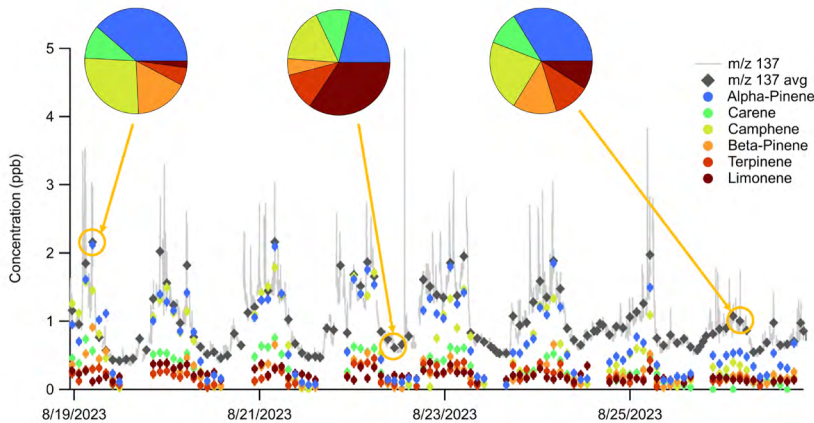 5
4
3
2
1
0
Concentration (ppb)
8/19/2023
8/21/2023
8/23/2023
8/25/2023
m/z 137
m/z 137 avg
Alpha-Pinene
Carene
Camphene
Beta-Pinene
Terpinene
Limonene